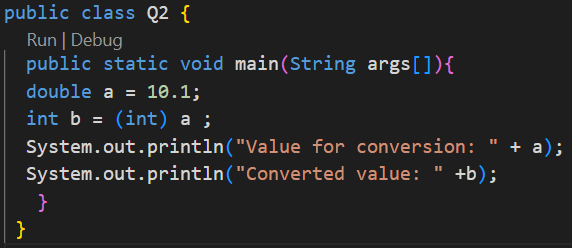 public class Q2 {
Run | Debug
public static void main(String args[]){
double a = 10.1;
int b = (int) a ;
System.out.println("Value for conversion: " + a);
System.out.println("Converted value: " +b);
}
}